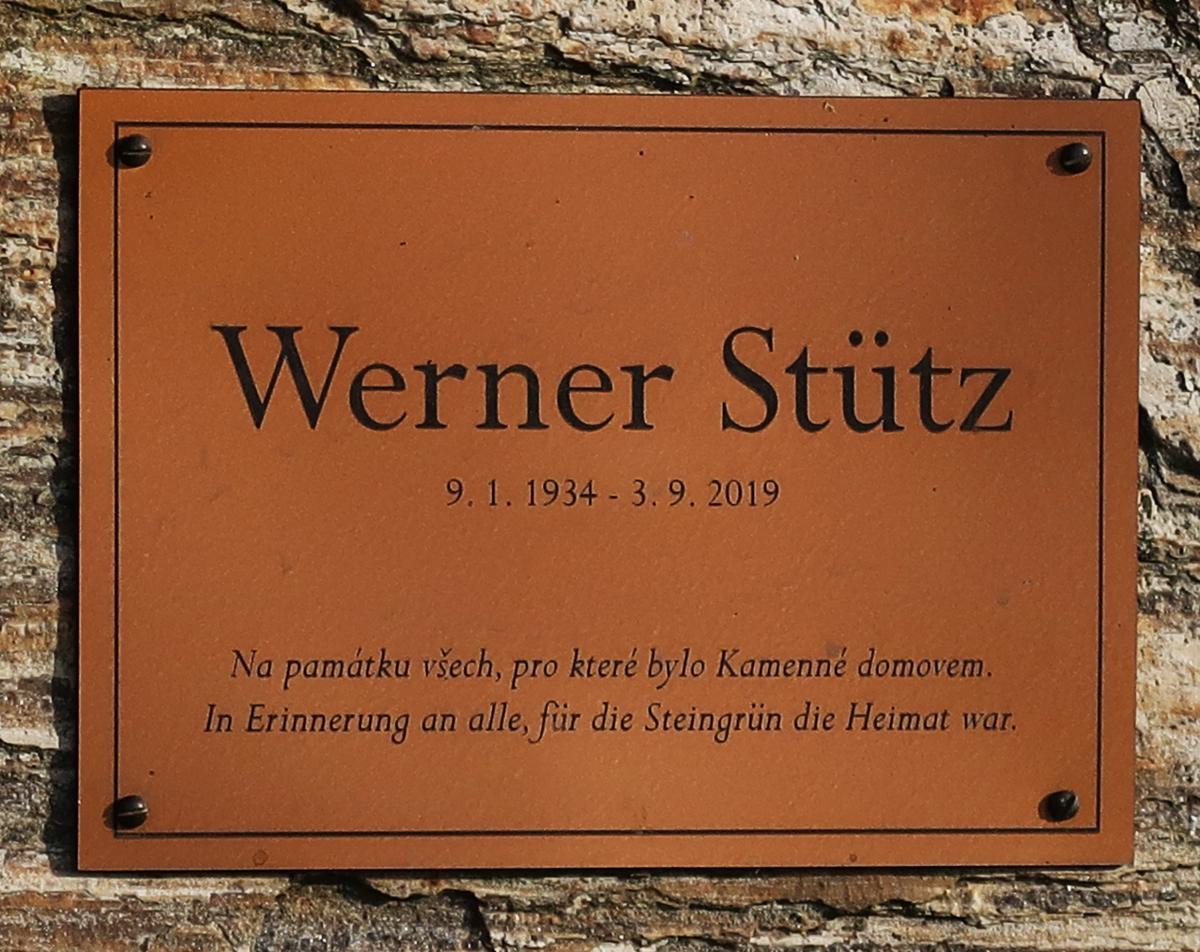 Werner Stütz
9. 1. 1934 - 3. 9. 2019
Na památku všech, pro které bylo Kamenné domovem.
In Erinnerung an alle, für die Steingrün die Heimat war.